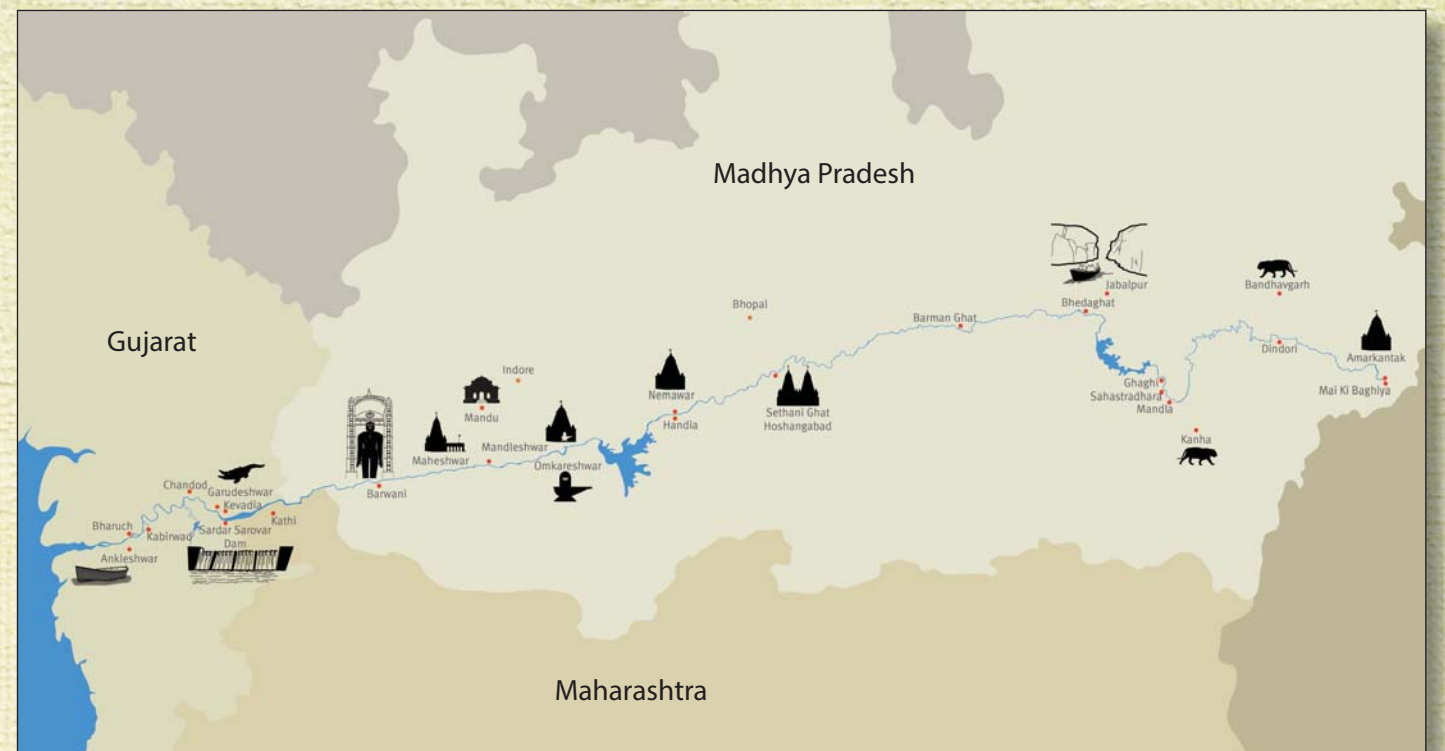 Madhya Pradesh
Jabalpur
Bandhavgarh
Bhopal
Bhedaghat
Barman Ghat
Gujarat
Dindori
Amarkantak
Indore
Nemawar
Ghaghi
Mai Ki Baghiya
Sahastradhara
Mandla
Mandu
Handia
Sethani Ghat
Hoshangabad
Kanha
Mandleshwar
Maheshwar
Omkareshwar
Barwani
Chandod
Garudeshwar
Kevadia
Kathi
Bharuch
Kabirwad
Sardar Sarovar
Dam
Ankleshwar
Maharashtra